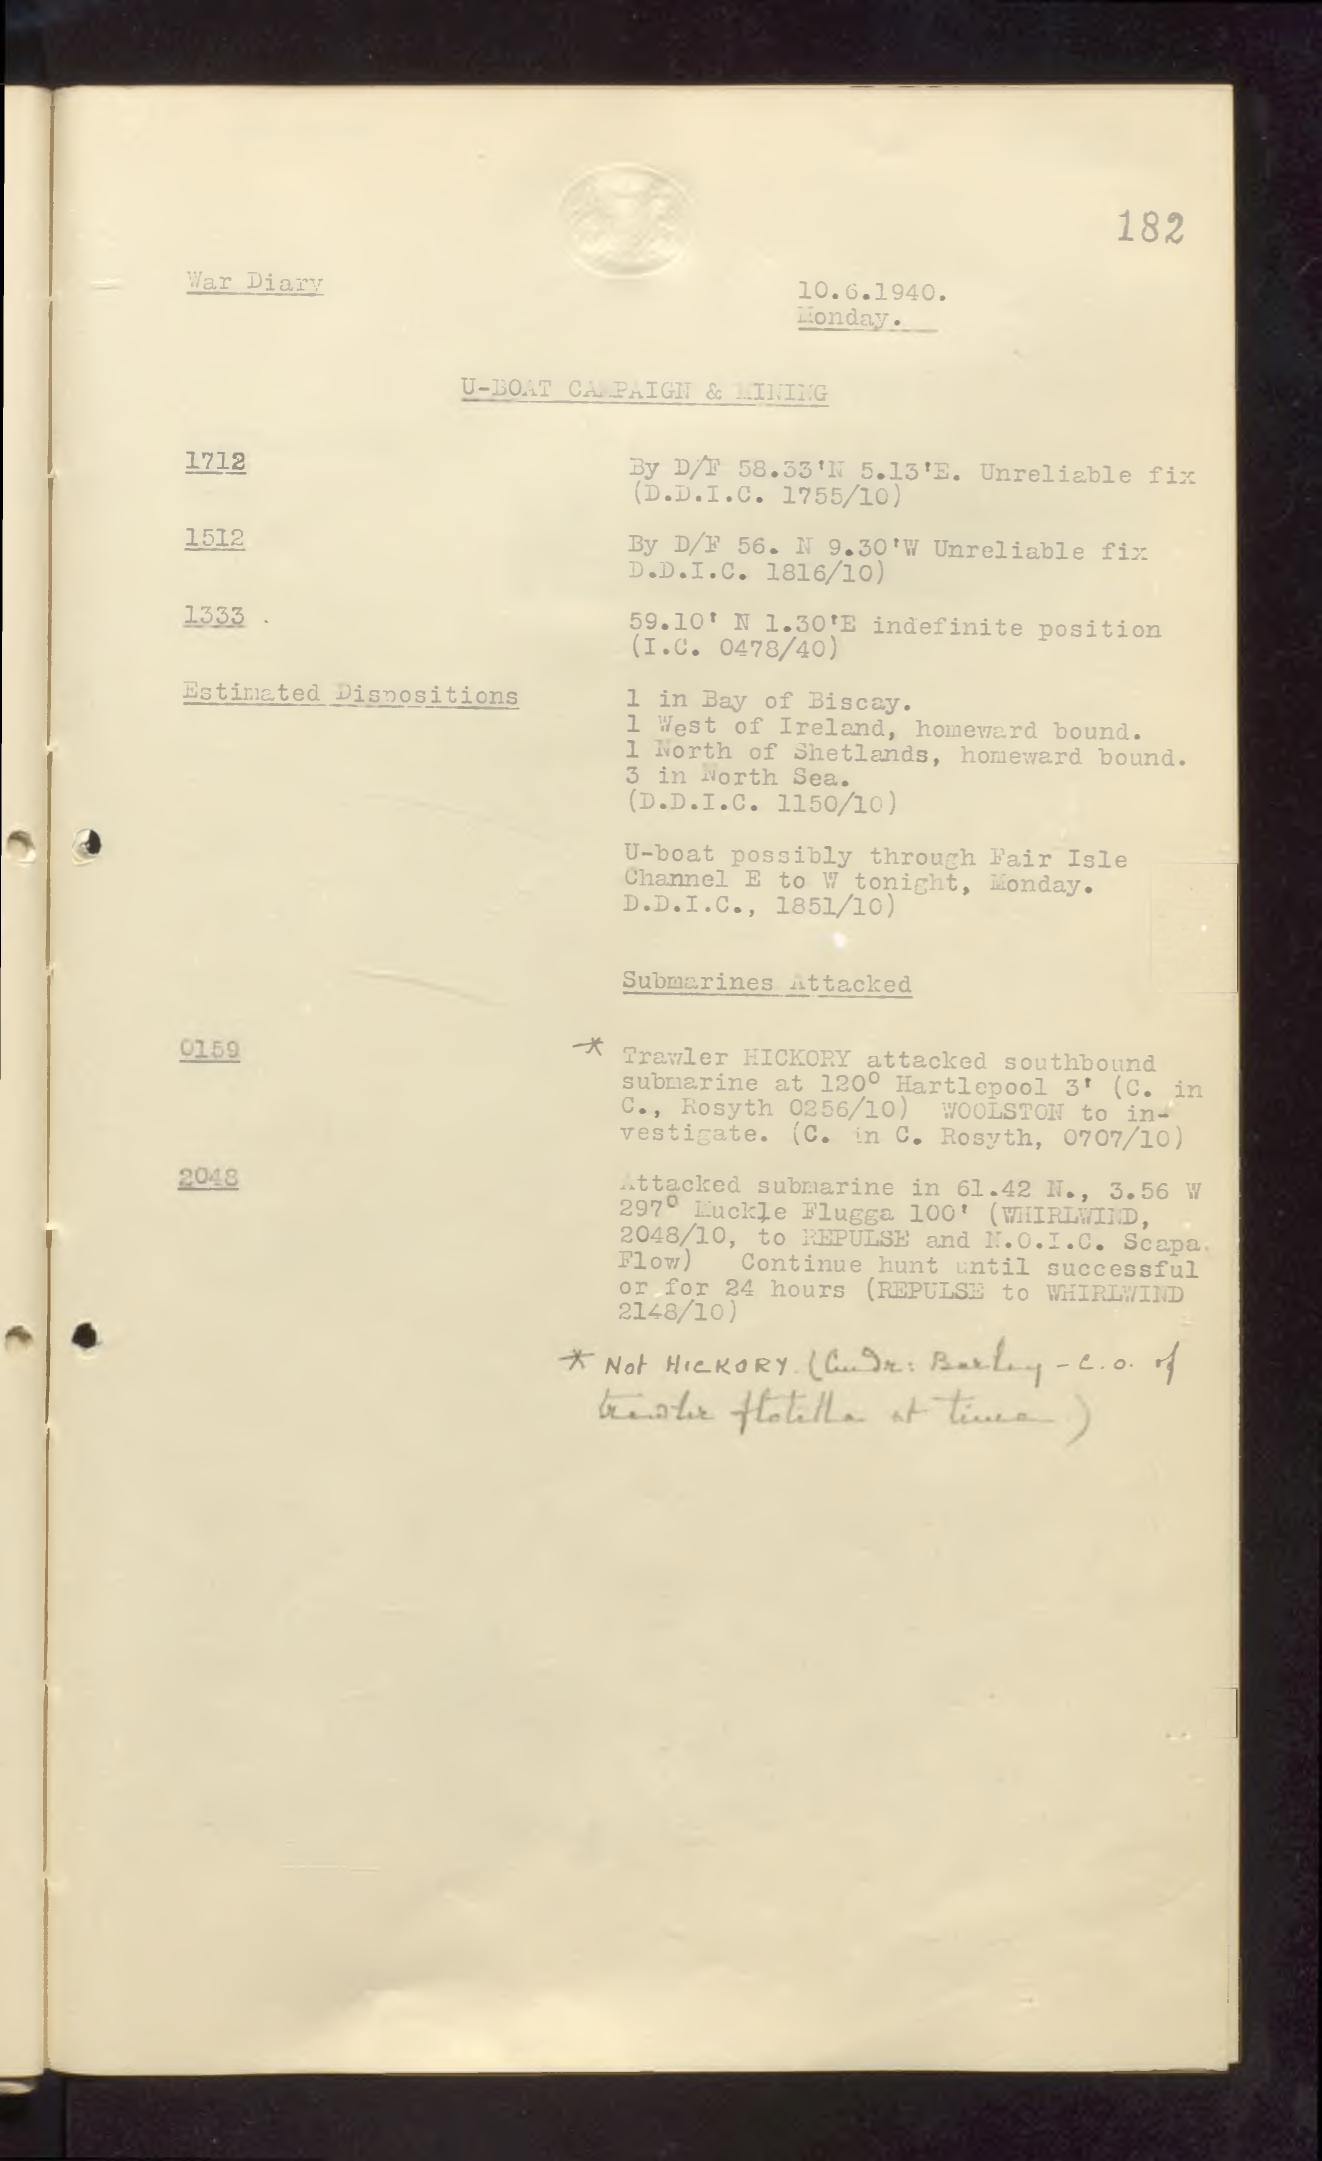 182
War Diary
10.6.1940.
Monday.
U-BOAT CAMPAIGN & MINING
1712
By D/F 58.33'N 5.13'E. Unreliable fix
(D.D.I.C. 1755/10)
1512
By D/F 56. N 9.30'W Unreliable fix
D.D.I.C. 1816/10)
1333 .
59.10' N 1.30'E indefinite position
(I.C. 0478/40)
Estimated Dispositions
1 in Bay of Biscay.
1 West of Ireland, homeward bound.
1 North of Shetlands, homeward bound.
3 in North Sea.
(D.D.I.C. 1150/10)
U-boat possibly through Fair Isle
Channel E to W tonight, Monday.
D.D.I.C., 1851/10)
Submarines Attacked
0159
* Trawler HICKORY attacked southbound
submarine at 120° Hartlepool 3' (C. in
C., Rosyth 0256/10) WOOLSTON to in-
vestigate. (C. in C. Rosyth, 0707/10)
2048
Attacked submarine in 61.42 N., 3.56 W
297° Muckle Flugga 100' (WHIRLWIND,
2048/10, to REPULSE and N.O.I.C. Scapa
Flow) Continue hunt until successful
or for 24 hours (REPULSE to WHIRLWIND
2148/10)
* Not HICKORY (Cmdr: - C.O. of
trawler flotilla at time)